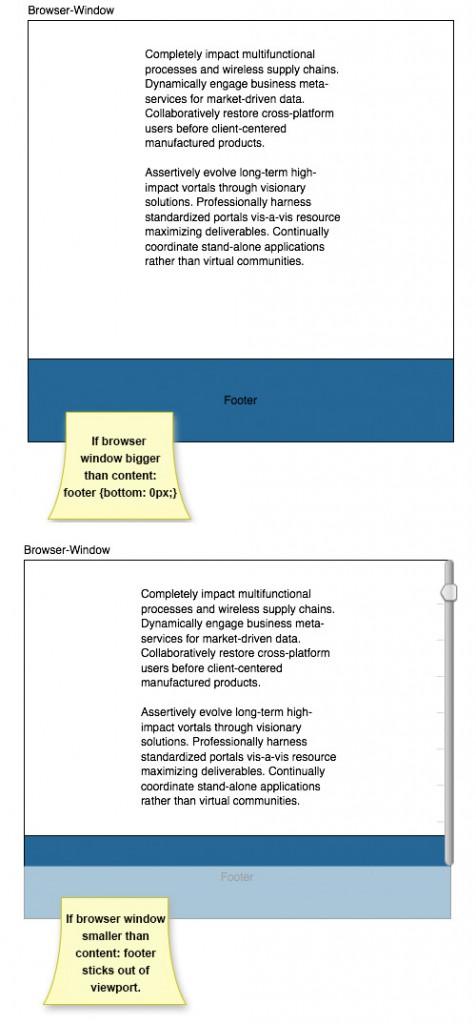 Browser-Window
Completely impact multifunctional
processes and wireless supply chains.
Dynamically engage business meta-
services for market-driven data.
Collaboratively restore cross-platform
users before client-centered
manufactured products.
Assertively evolve long-term high-
impact vortals through visionary
solutions. Professionally harness
standardized portals vis-a-vis resource
maximizing deliverables. Continually
coordinate stand-alone applications
rather than virtual communities.
Footer
If browser
window bigger
than content:
footer {bottom: 0px;}
Browser-Window
Completely impact multifunctional
processes and wireless supply chains.
Dynamically engage business meta-
services for market-driven data.
Collaboratively restore cross-platform
users before client-centered
manufactured products.
Assertively evolve long-term high-
impact vortals through visionary
solutions. Professionally harness
standardized portals vis-a-vis resource
maximizing deliverables. Continually
coordinate stand-alone applications
rather than virtual communities.
Footer
If browser window
smaller than
content: footer
sticks out of
viewport.